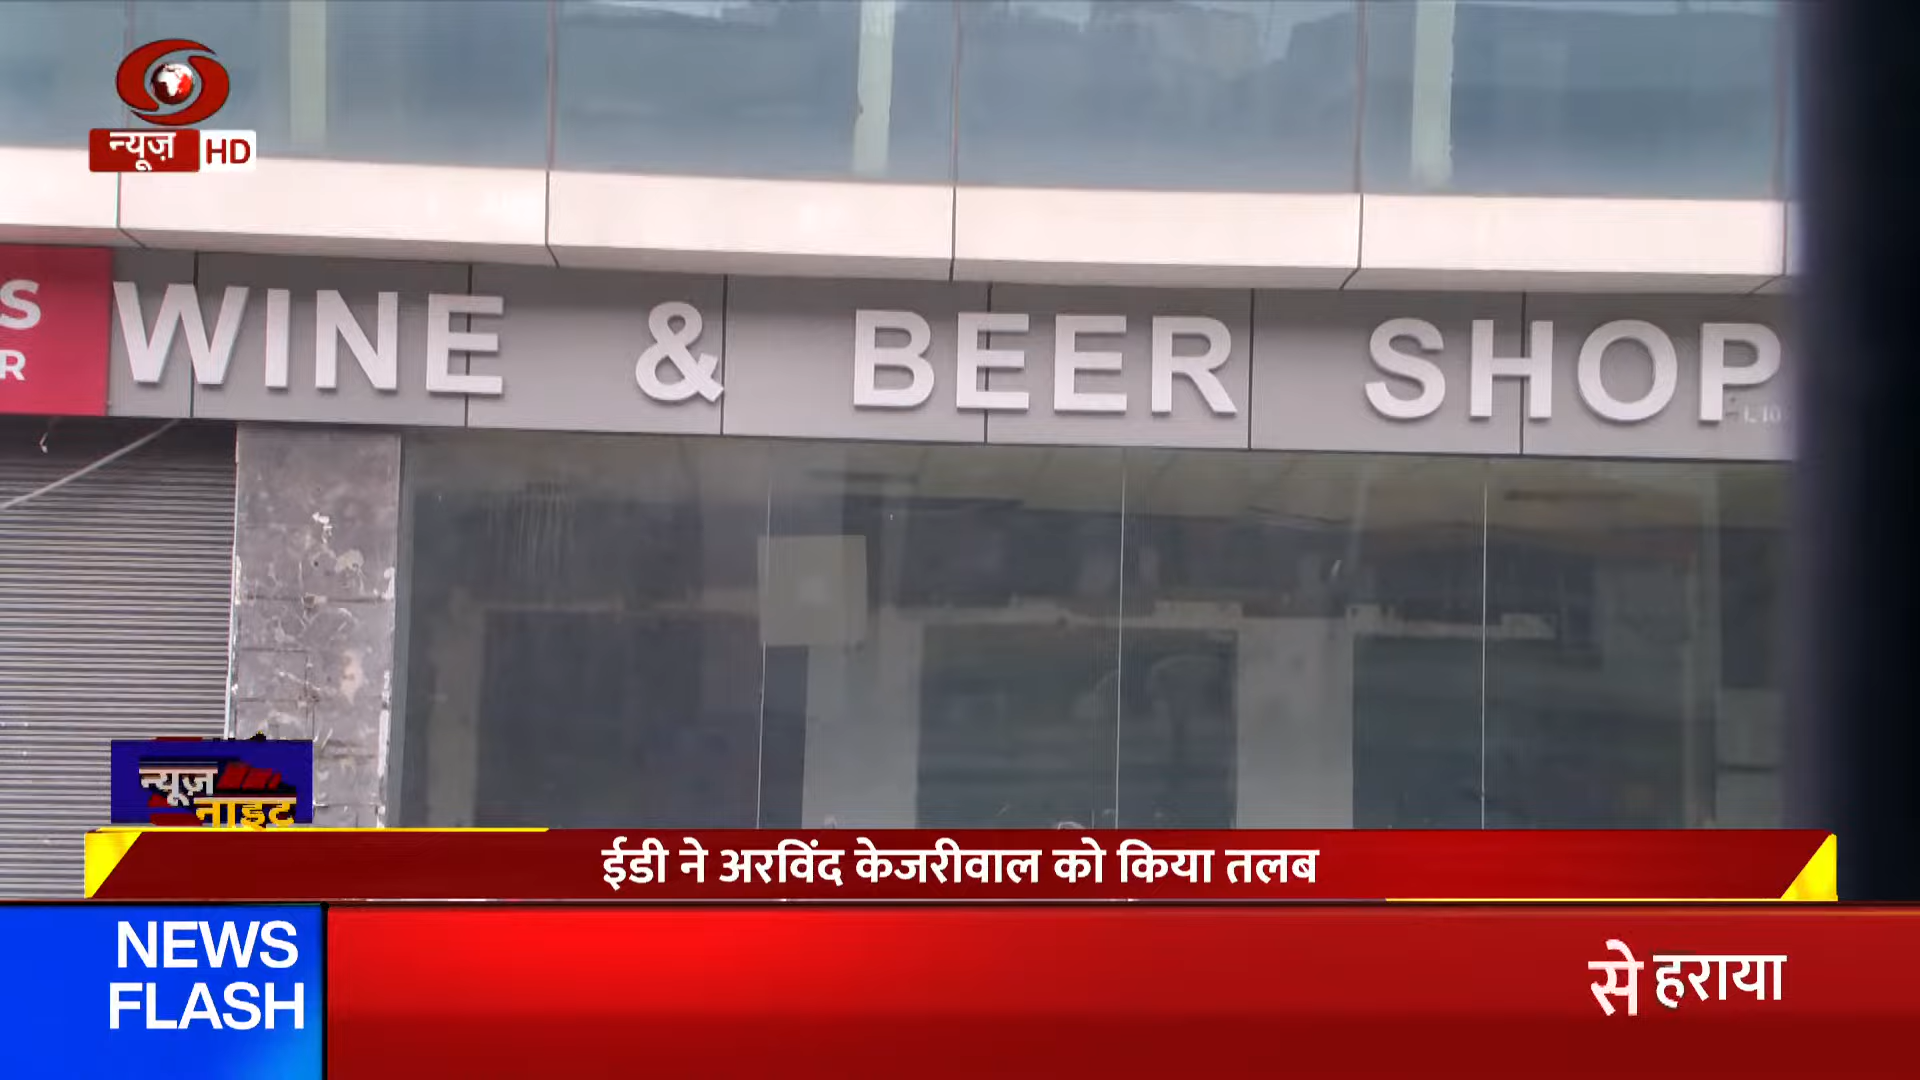 न्यूज़ HD
S
R
WINE & BEER SHOP
न्यूज़
नाइट
ईडी ने अरविंद केजरीवाल को किया तलब
NEWS
FLASH
से हराया